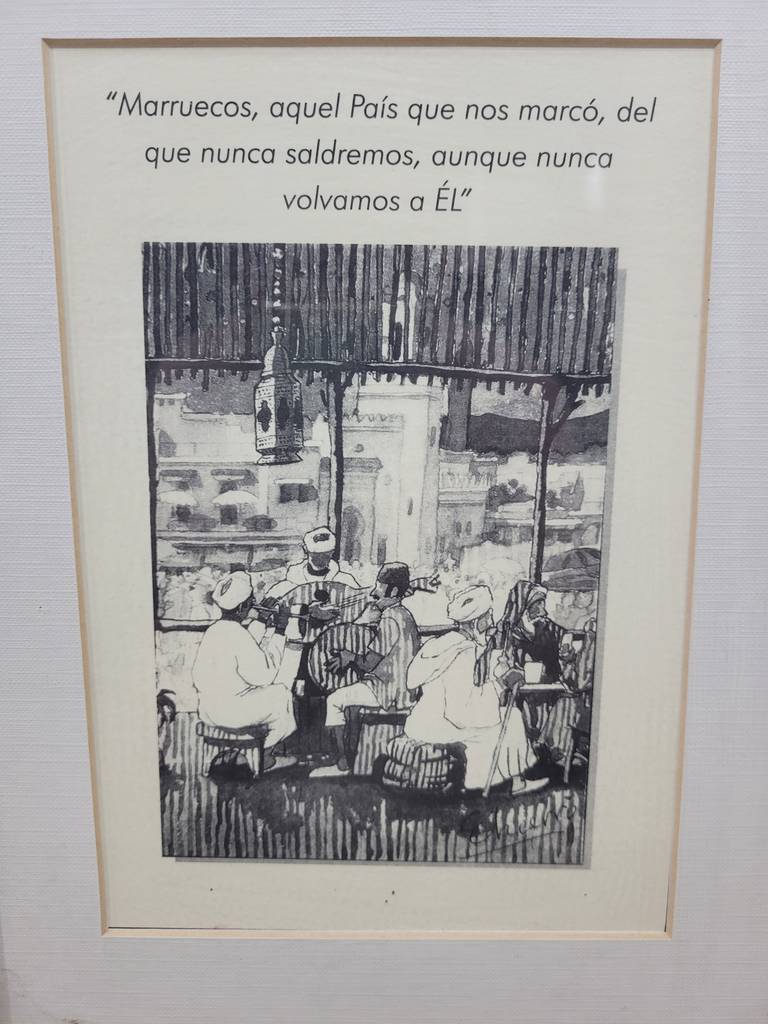 “Marruecos, aquel País que nos marcó, del
que nunca saldremos, aunque nunca
volvamos a ÉL”